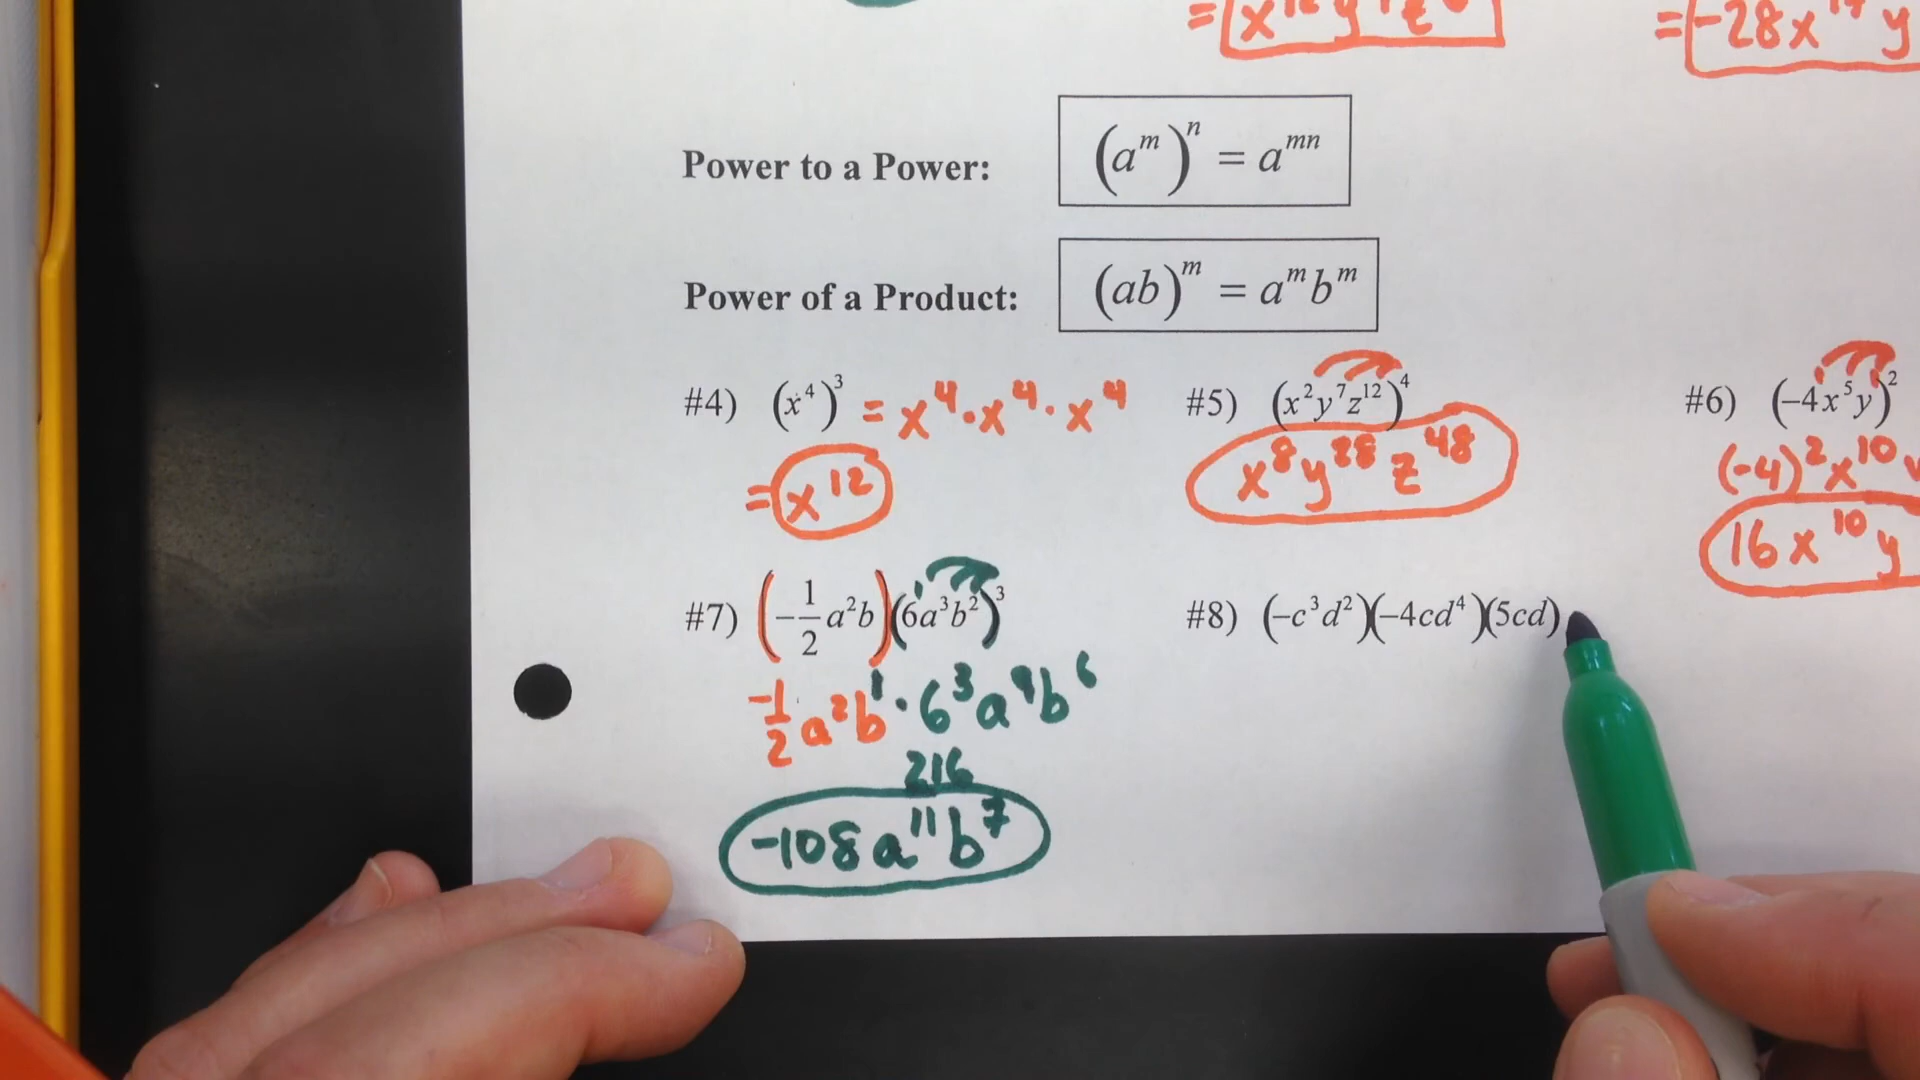 = x¹² y z
= -28x¹⁷ y
Power to a Power: (aᵐ)ⁿ = aᵐⁿ
Power of a Product: (ab)ᵐ = aᵐbᵐ
#4) (x⁴)³ = x⁴ · x⁴ · x⁴
= x¹²
#5) (x²y⁷z¹²)⁴
x⁸y²⁸z⁴⁸
#6) (-4x⁵y)²
(-4)²x¹⁰
16x¹⁰y
#7) (-1/2 a²b)(6a³b²)³
-1/2 a²b¹ · 6³a⁹b⁶
216
-108a¹¹b⁷
#8) (-c³d²)(-4cd⁴)(5cd)